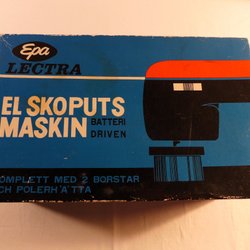 Epa
LECTRA
EL SKOPUTS
MASKIN BATTERI
DRIVEN
KOMPLETT MED 2 BORSTAR
OCH POLERHÄTTA